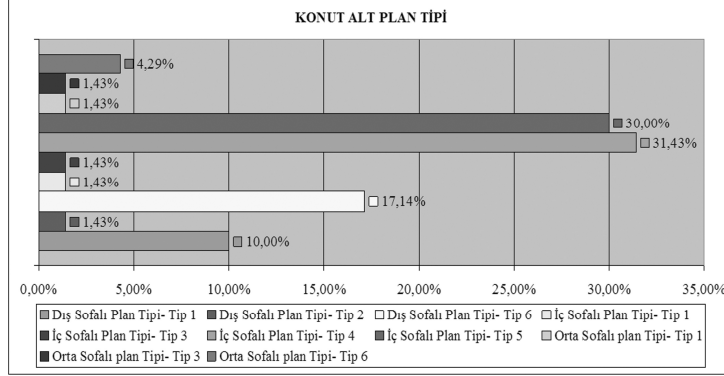 KONUT ALT PLAN TİPİ
4,29%
1,43%
1,43%
30,00%
31,43%
1,43%
1,43%
17,14%
1,43%
10,00%
0,00% 5,00% 10,00% 15,00% 20,00% 25,00% 30,00% 35,00%
Dış Sofalı Plan Tipi- Tip 1 Dış Sofalı Plan Tipi- Tip 2 Dış Sofalı Plan Tipi- Tip 6 İç Sofalı Plan Tipi- Tip 1
İç Sofalı Plan Tipi- Tip 3 İç Sofalı Plan Tipi- Tip 4 İç Sofalı Plan Tipi- Tip 5 Orta Sofalı plan Tipi- Tip 1
Orta Sofalı plan Tipi- Tip 3 Orta Sofalı plan Tipi- Tip 6